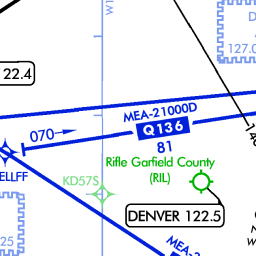 D
127.0
W1
22.4
MEA-21000D
070
Q136
81
Rifle Garfield County
(RIL)
ELLFF
KD57S
DENVER 122.5
25
MEA-